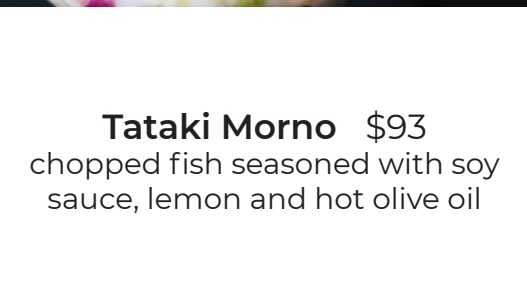 Tataki Morno $93
chopped fish seasoned with soy
sauce, lemon and hot olive oil